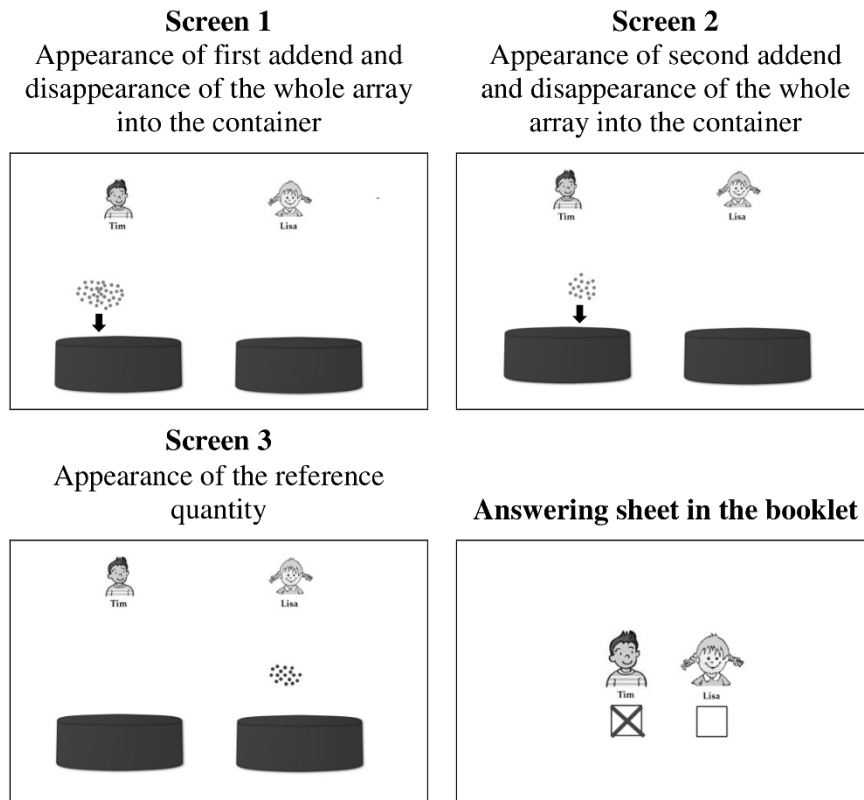 Screen 1
Appearance of first addend and
disappearance of the whole array
into the container
Tim
Lisa
Screen 2
Appearance of second addend
and disappearance of the whole
array into the container
Tim
Lisa
Screen 3
Appearance of the reference
quantity
Tim
Lisa
Answering sheet in the booklet
Tim
Lisa